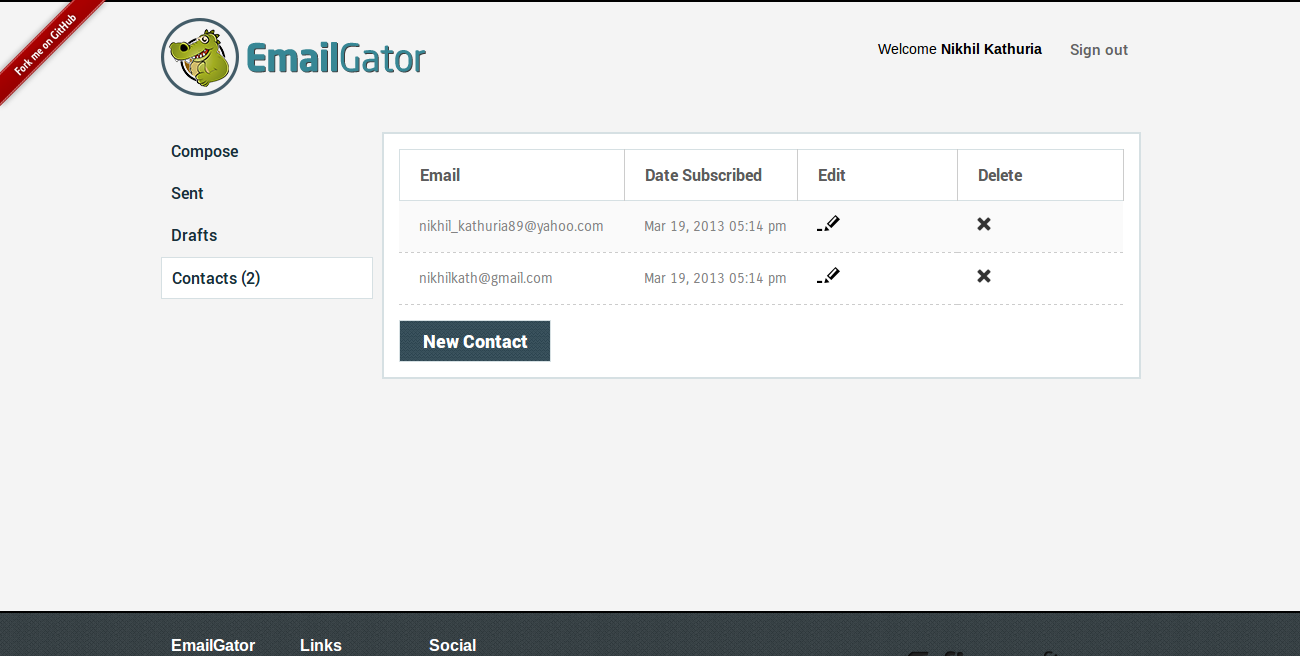 Fork me on GitHub
EmailGator
Welcome Nikhil Kathuria Sign out
Compose
Sent
Drafts
Contacts (2)
Email Date Subscribed Edit Delete
nikhil_kathuria89@yahoo.com Mar 19, 2013 05:14 pm
nikhilkath@gmail.com Mar 19, 2013 05:14 pm
New Contact
EmailGator Links Social